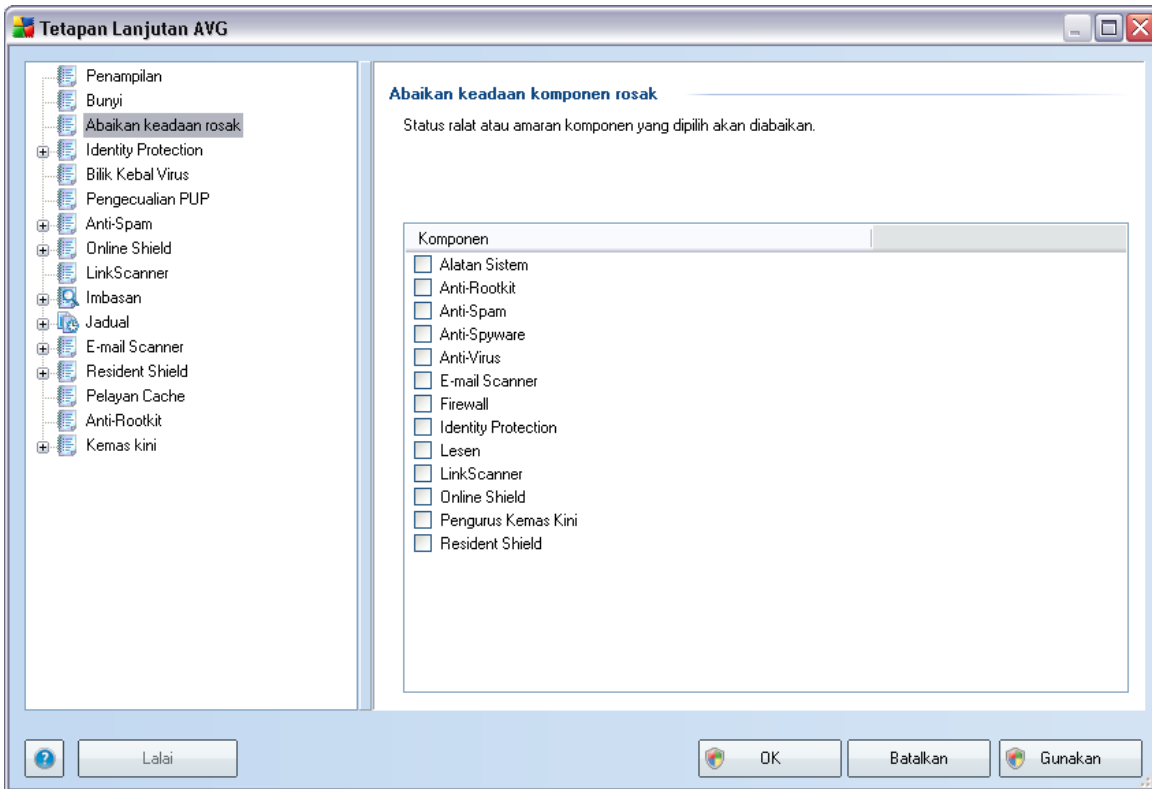 Tetapan Lanjutan AVG
Penampilan
Bunyi
Abaikan keadaan rosak
Identity Protection
Bilik Kebal Virus
Pengecualian PUP
Anti-Spam
Online Shield
LinkScanner
Imbasan
Jadual
E-mail Scanner
Resident Shield
Pelayan Cache
Anti-Rootkit
Kemas kini
Abaikan keadaan komponen rosak
Status ralat atau amaran komponen yang dipilih akan diabaikan.
Komponen
Alatan Sistem
Anti-Rootkit
Anti-Spam
Anti-Spyware
Anti-Virus
E-mail Scanner
Firewall
Identity Protection
Lesen
LinkScanner
Online Shield
Pengurus Kemas Kini
Resident Shield
Lalai
OK
Batalkan
Gunakan